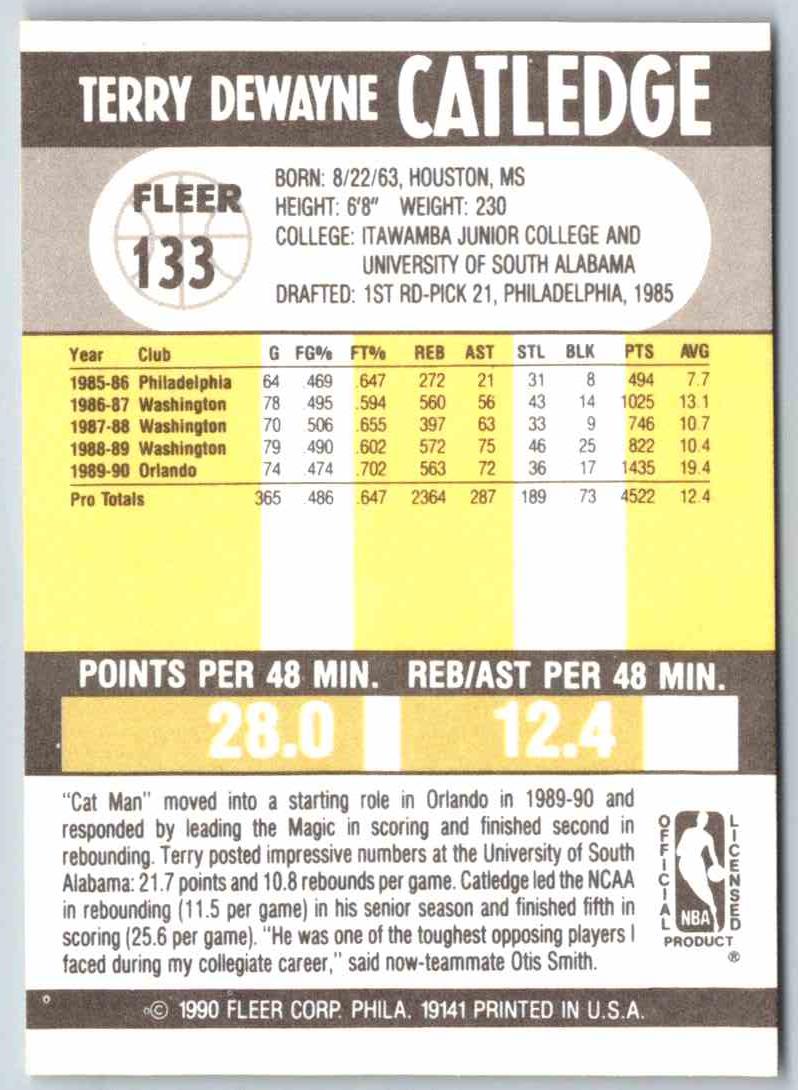 TERRY DEWAYNE CATLEDGE
FLEER
133
BORN: 8/22/63, HOUSTON, MS
HEIGHT: 6'8" WEIGHT: 230
COLLEGE: ITAWAMBA JUNIOR COLLEGE AND
UNIVERSITY OF SOUTH ALABAMA
DRAFTED: 1ST RD-PICK 21, PHILADELPHIA, 1985
Year Club G FG% FT% REB AST STL BLK PTS AVG
1985-86 Philadelphia 64 .469 .647 272 21 31 8 494 7.7
1986-87 Washington 78 .495 .594 560 56 43 14 1025 13.1
1987-88 Washington 70 .506 .655 397 63 33 9 746 10.7
1988-89 Washington 79 .490 .602 572 75 46 25 822 10.4
1989-90 Orlando 74 .474 .702 563 72 36 17 1435 19.4
Pro Totals 365 .486 .647 2364 287 189 73 4522 12.4
POINTS PER 48 MIN. REB/AST PER 48 MIN.
28.0 12.4
"Cat Man" moved into a starting role in Orlando in 1989-90 and
responded by leading the Magic in scoring and finished second in
rebounding. Terry posted impressive numbers at the University of South
Alabama: 21.7 points and 10.8 rebounds per game. Catledge led the NCAA
in rebounding (11.5 per game) in his senior season and finished fifth in
scoring (25.6 per game). "He was one of the toughest opposing players I
faced during my collegiate career," said now-teammate Otis Smith.
OFFICIAL
NBA
LICENSED
PRODUCT
®
© 1990 FLEER CORP. PHILA. 19141 PRINTED IN U.S.A.